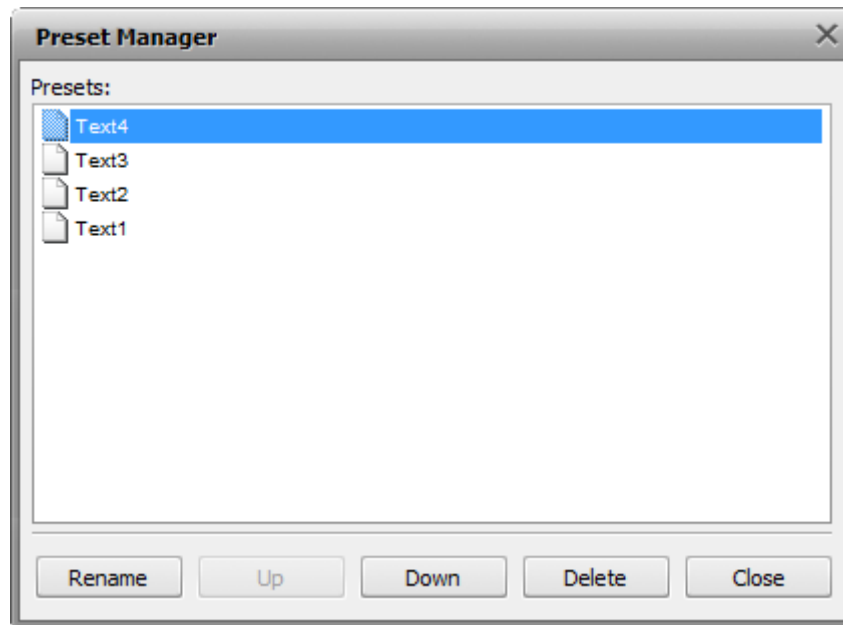 Preset Manager
Presets:
Text4
Text3
Text2
Text1
Rename Up Down Delete Close